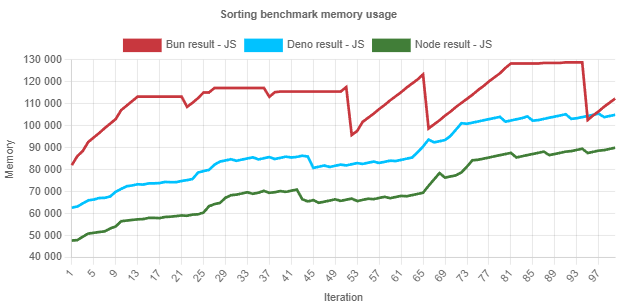 Sorting benchmark memory usage
Bun result - JS Deno result - JS Node result - JS
130 000
120 000
110 000
100 000
90 000
80 000
70 000
60 000
50 000
40 000
Memory
1 5 9 13 17 21 25 29 33 37 41 45 49 53 57 61 65 69 73 77 81 85 89 93 97
Iteration